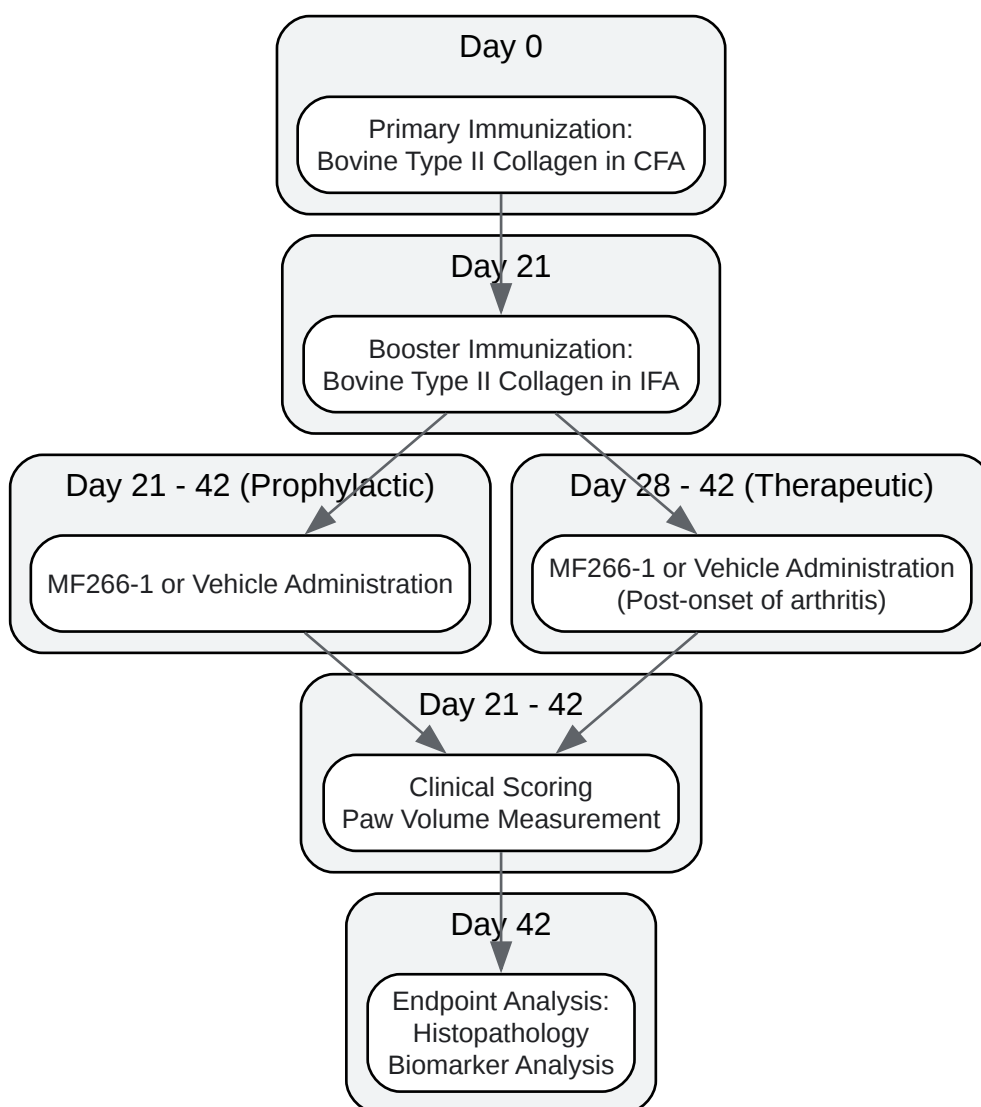 Day 0
Primary Immunization:
Bovine Type II Collagen in CFA
Day 21
Booster Immunization:
Bovine Type II Collagen in IFA
Day 21 - 42 (Prophylactic)
MF266-1 or Vehicle Administration
Day 28 - 42 (Therapeutic)
MF266-1 or Vehicle Administration
(Post-onset of arthritis)
Day 21 - 42
Clinical Scoring
Paw Volume Measurement
Day 42
Endpoint Analysis:
Histopathology
Biomarker Analysis